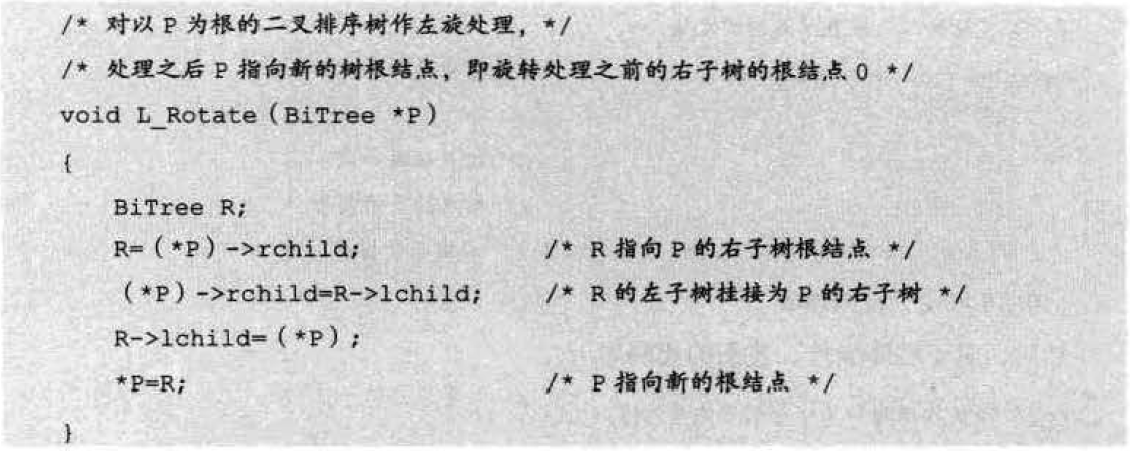 /* 对以 P 为根的二叉排序树作左旋处理，*/
/* 处理之后 P 指向新的树根结点，即旋转处理之前的右子树的根结点 0 */
void L_Rotate（BiTree *P）
{
BiTree R;
R=（*P）->rchild; /* R 指向 P 的右子树根结点 */
（*P）->rchild=R->lchild; /* R 的左子树挂接为 P 的右子树 */
R->lchild=（*P）;
*P=R; /* P 指向新的根结点 */
}